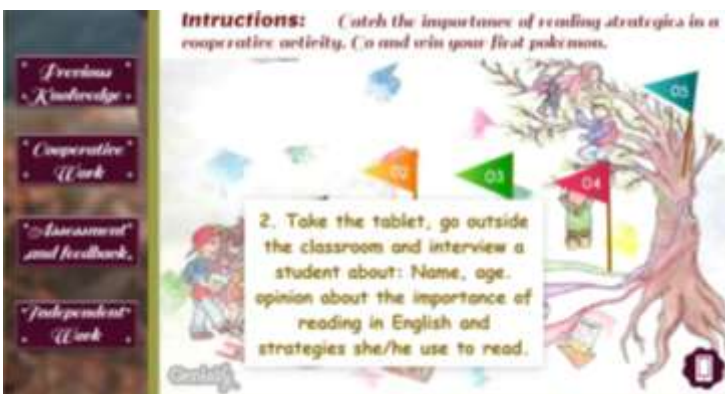 Intructions: Catch the importance of reading strategies in a
cooperative activity. Go and win your first pokemon.
Previous
Knolwedge
Cooperative
Work
Assessment
and feedback
Independent
Work
02
03
04
05
2. Take the tablet, go outside
the classroom and interview a
student about: Name, age.
opinion about the importance of
reading in English and
strategies she/he use to read.
Genially